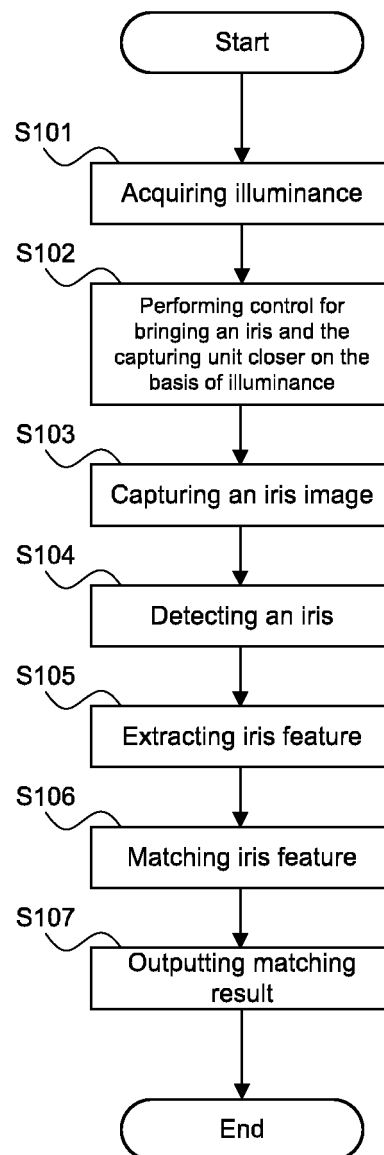 Start
S101
Acquiring illuminance
S102
Performing control for
bringing an iris and the
capturing unit closer on the
basis of illuminance
S103
Capturing an iris image
S104
Detecting an iris
S105
Extracting iris feature
S106
Matching iris feature
S107
Outputting matching
result
End